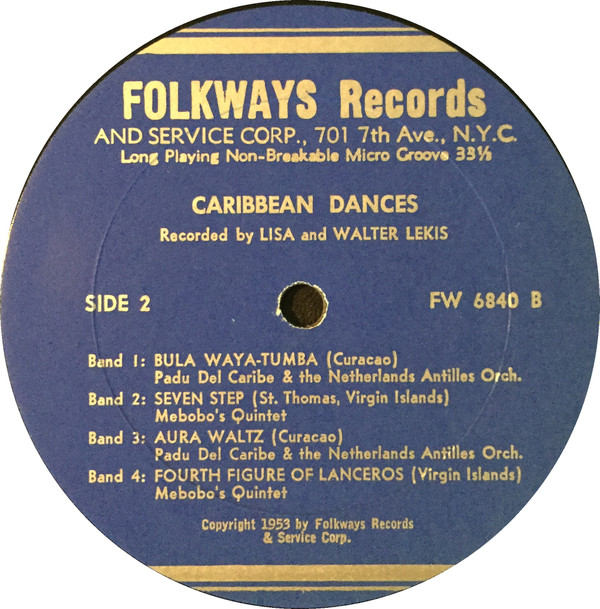 FOLKWAYS Records
AND SERVICE CORP., 701 7th Ave., N.Y.C.
Long Playing Non-Breakable Micro Groove 33⅓
CARIBBEAN DANCES
Recorded by LISA and WALTER LEKIS
SIDE 2 FW 6840 B
Band 1: BULA WAYA-TUMBA (Curacao)
Padu Del Caribe & the Netherlands Antilles Orch.
Band 2: SEVEN STEP (St. Thomas, Virgin Islands)
Mebobo's Quintet
Band 3: AURA WALTZ (Curacao)
Padu Del Caribe & the Netherlands Antilles Orch.
Band 4: FOURTH FIGURE OF LANCEROS (Virgin Islands)
Mebobo's Quintet
Copyright 1953 by Folkways Records
& Service Corp.